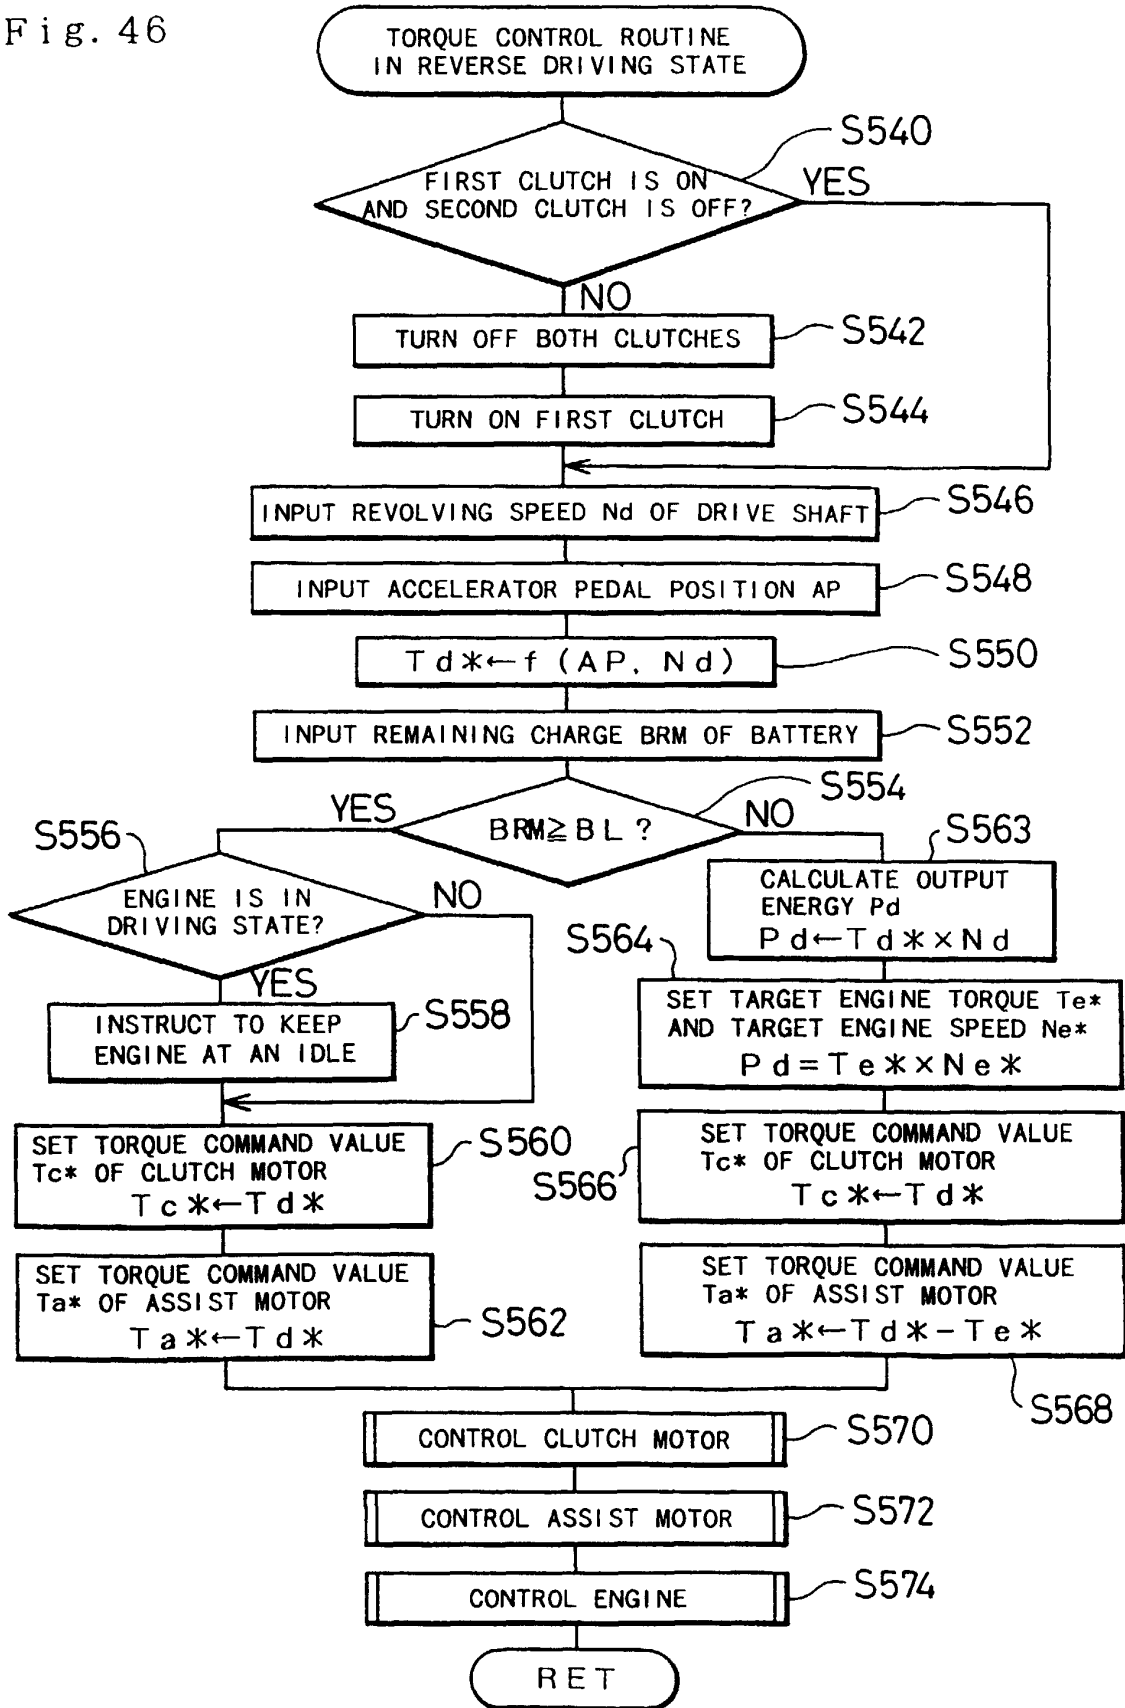 Fig. 46
TORQUE CONTROL ROUTINE
IN REVERSE DRIVING STATE
S540
FIRST CLUTCH IS ON
AND SECOND CLUTCH IS OFF?
YES
NO
TURN OFF BOTH CLUTCHES
S542
TURN ON FIRST CLUTCH
S544
INPUT REVOLVING SPEED Nd OF DRIVE SHAFT
S546
INPUT ACCELERATOR PEDAL POSITION AP
S548
Td*←f(AP, Nd)
S550
INPUT REMAINING CHARGE BRM OF BATTERY
S552
S554
BRM≧BL?
YES
NO
S556
ENGINE IS IN
DRIVING STATE?
NO
YES
INSTRUCT TO KEEP
ENGINE AT AN IDLE
S558
SET TORQUE COMMAND VALUE
Tc* OF CLUTCH MOTOR
Tc*←Td*
S560
SET TORQUE COMMAND VALUE
Ta* OF ASSIST MOTOR
Ta*←Td*
S562
S563
CALCULATE OUTPUT
ENERGY Pd
Pd←Td*×Nd
S564
SET TARGET ENGINE TORQUE Te*
AND TARGET ENGINE SPEED Ne*
Pd=Te*×Ne*
SET TORQUE COMMAND VALUE
Tc* OF CLUTCH MOTOR
Tc*←Td*
S566
SET TORQUE COMMAND VALUE
Ta* OF ASSIST MOTOR
Ta*←Td*-Te*
S568
CONTROL CLUTCH MOTOR
S570
CONTROL ASSIST MOTOR
S572
CONTROL ENGINE
S574
RET